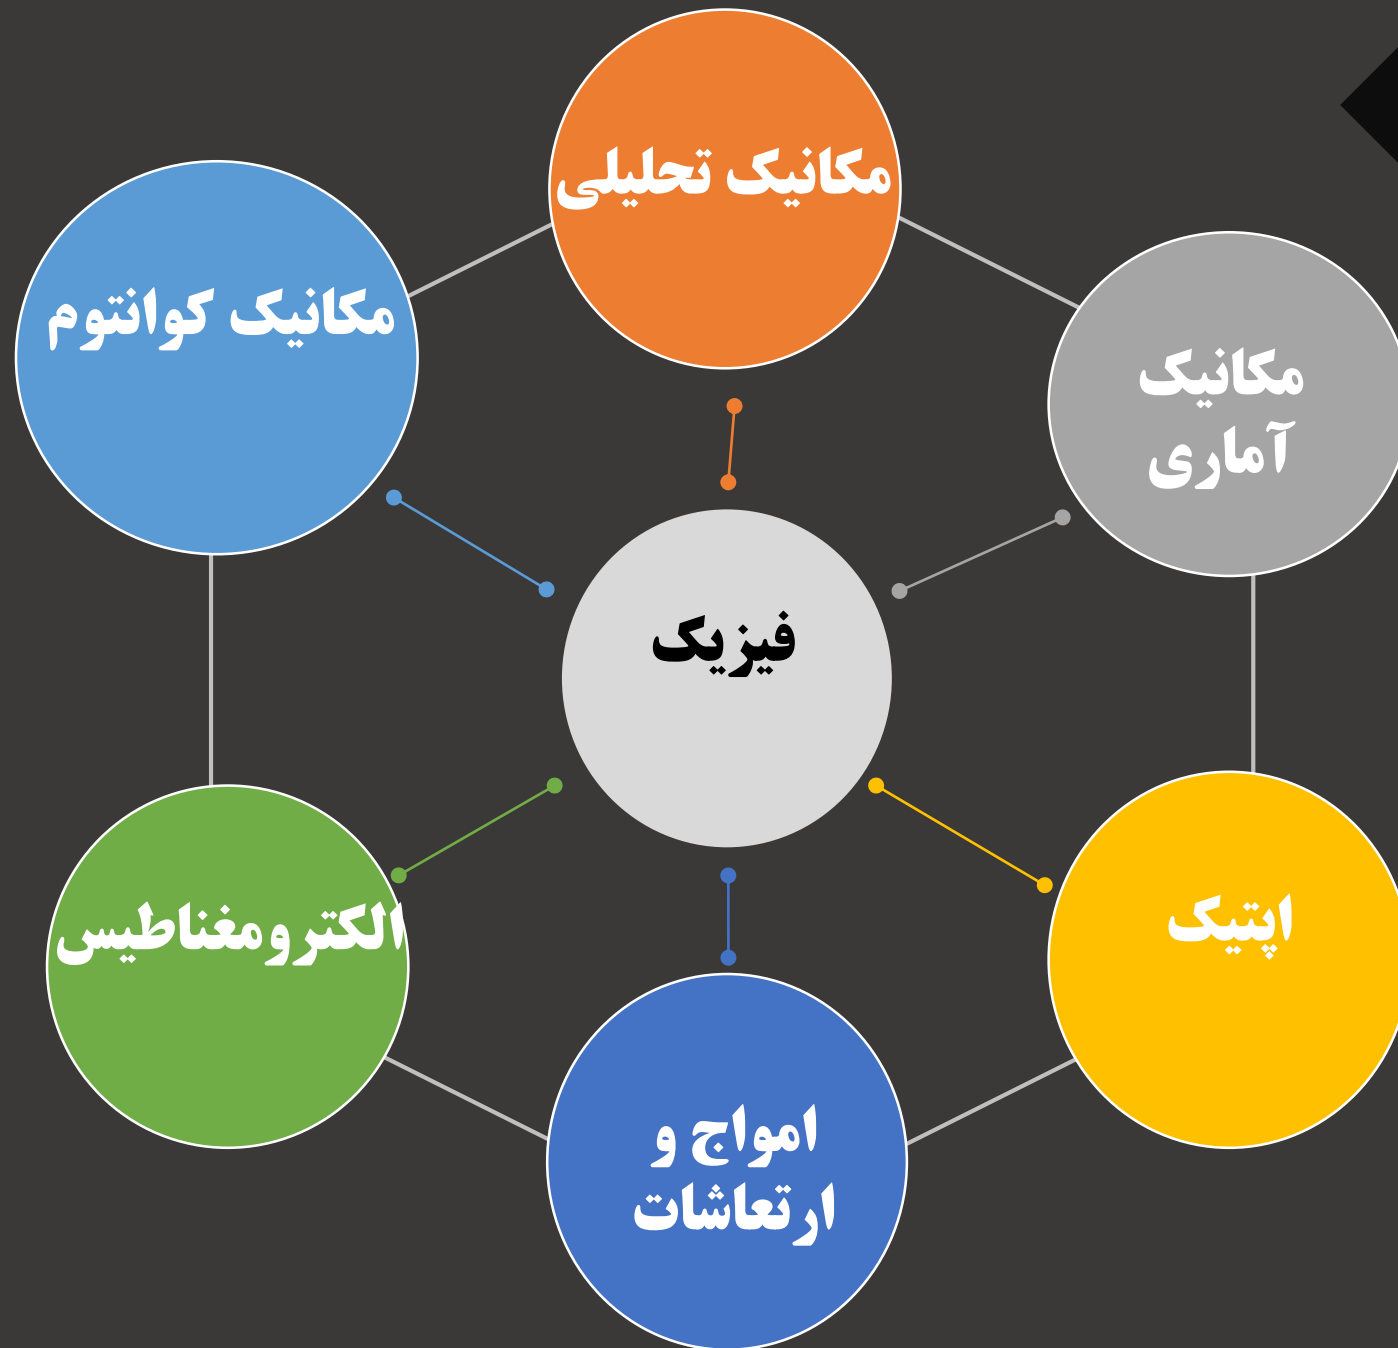 مکانیک تحلیلی
مکانیک کوانتوم
مکانیک
آماری
فیزیک
الکترومغناطیس
اپتیک
امواج و
ارتعاشات